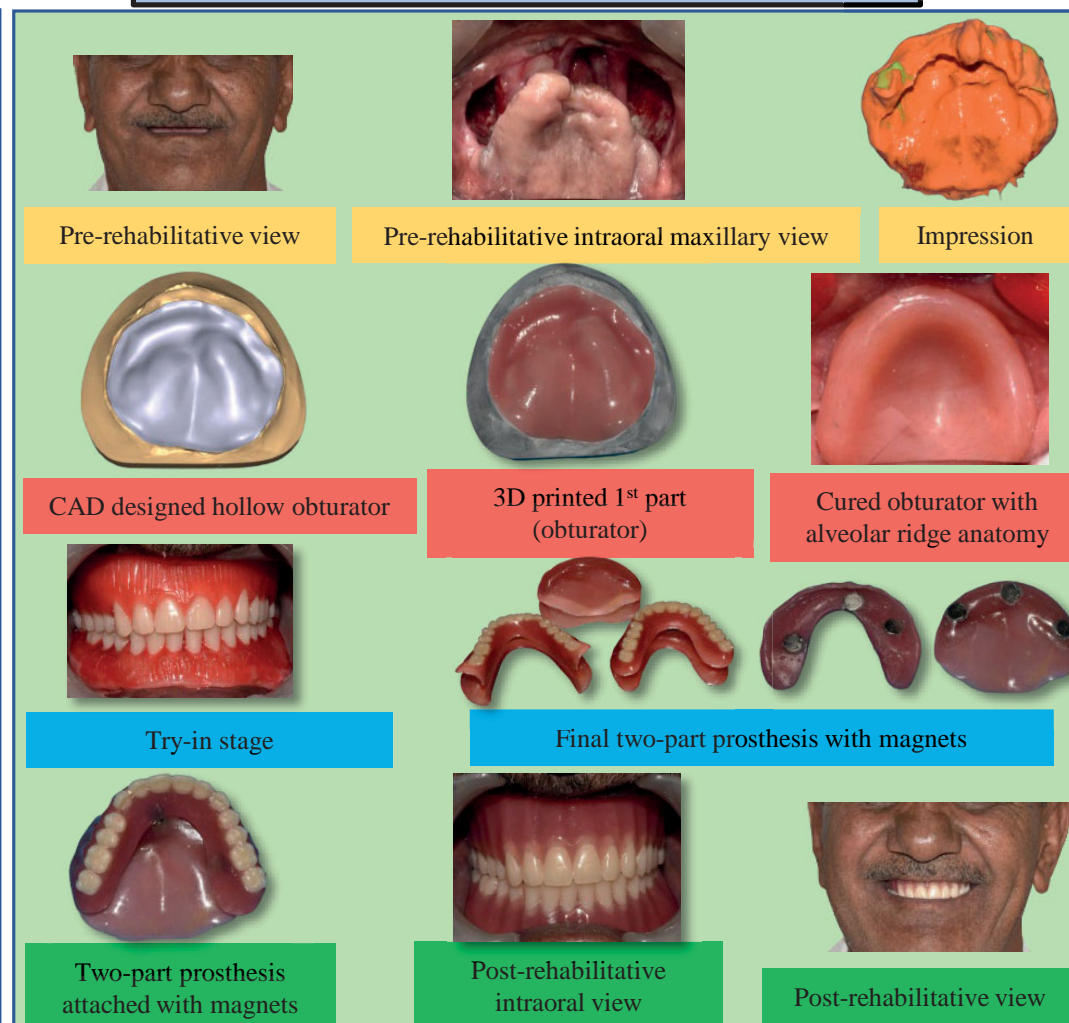 Pre-rehabilitative view
Pre-rehabilitative intraoral maxillary view
Impression
CAD designed hollow obturator
3D printed 1st part
(obturator)
Cured obturator with
alveolar ridge anatomy
Try-in stage
Final two-part prosthesis with magnets
Two-part prosthesis
attached with magnets
Post-rehabilitative
intraoral view
Post-rehabilitative view